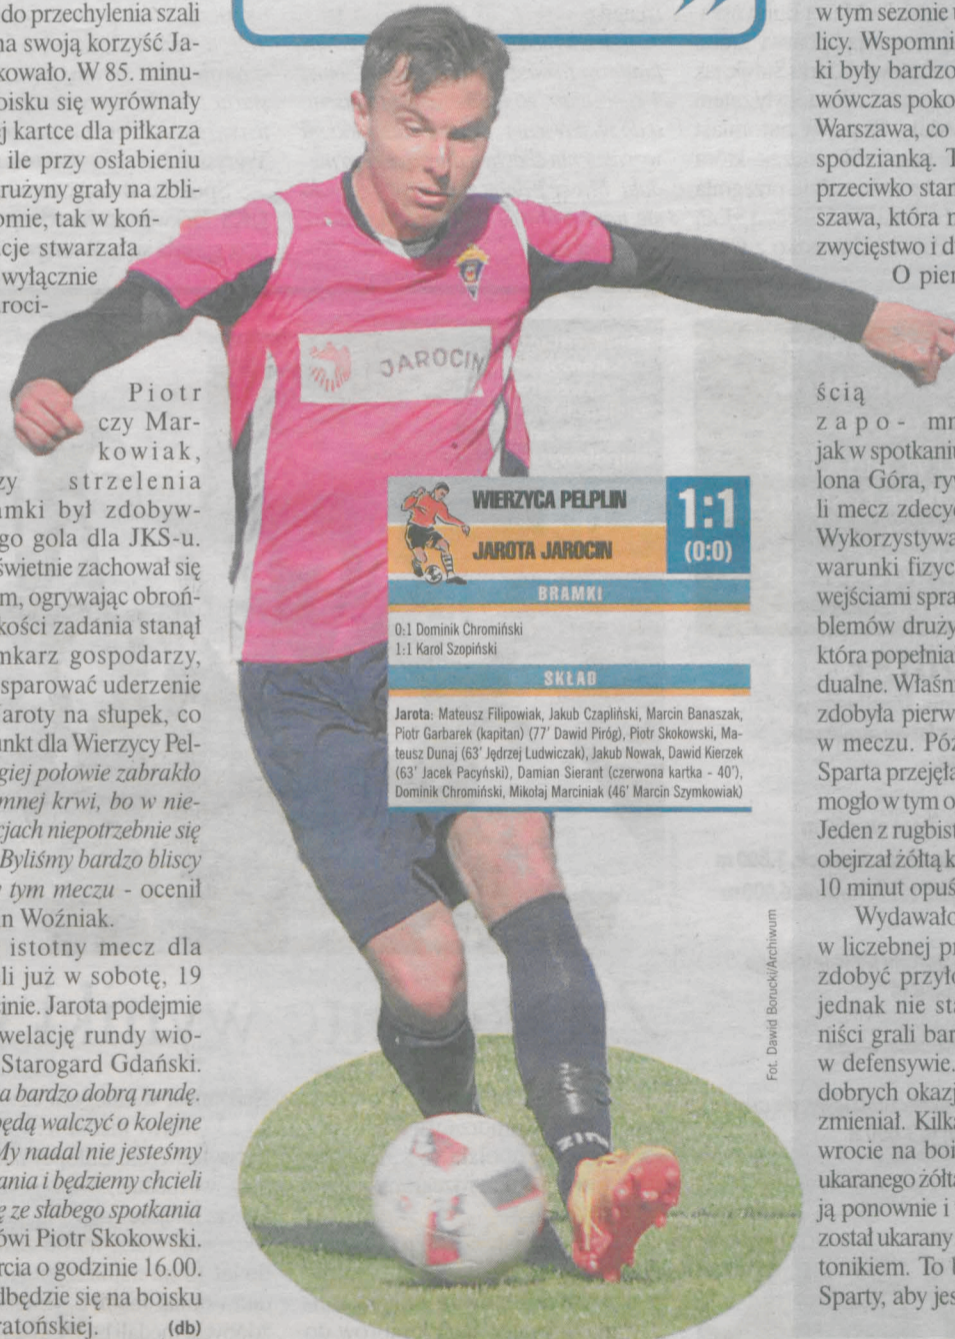 do przechylenia szali
na swoją korzyść Ja-
kowało. W 85. minu-
oisku się wyrównały
j kartce dla piłkarza
ile przy osłabieniu
rużyny grały na zbli-
omie, tak w koń-
cje stwarzała
wyłącznie
aroci-
Piotr
czy Mar-
kowiak,
zy strzelenia
amki był zdobyw-
go gola dla JKS-u.
świetnie zachował się
m, ogrywając obroń-
kości zadania stanął
mkarz gospodarzy,
sparować uderzenie
Jaroty na słupek, co
unkt dla Wierzycy Pel-
giej połowie zabrakło
mnej krwi, bo w nie-
cjach niepotrzebnie się
Byliśmy bardzo bliscy
tym meczu - ocenił
n Woźniak.
istotny mecz dla
li już w sobotę, 19
cinie. Jarota podejmie
welację rundy wio-
Starogard Gdański.
a bardzo dobrą rundę.
będą walczyć o kolejne
My nadal nie jesteśmy
ania i będziemy chcieli
ę ze słabego spotkania
ówi Piotr Skokowski.
rcia o godzinie 16.00.
dbędzie się na boisku
ratońskiej. (db)
JAROCIN
WIERZYCA PELPLIN
JAROTA JAROCIN
1:1
(0:0)
BRAMKI
0:1 Dominik Chromiński
1:1 Karol Szopiński
SKŁAD
Jarota: Mateusz Filipowiak, Jakub Czapliński, Marcin Banaszak,
Piotr Garbarek (kapitan) (77' Dawid Piróg), Piotr Skokowski, Ma-
teusz Dunaj (63' Jędrzej Ludwiczak), Jakub Nowak, Dawid Kierzek
(63' Jacek Pacyński), Damian Sierant (czerwona kartka - 40'),
Dominik Chromiński, Mikołaj Marciniak (46' Marcin Szymkowiak)
Fot. Dawid Borucki/Archiwum
w tym sezonie
licy. Wspomni
ki były bardzo
wówczas poko
Warszawa, co
spodzianką. T
przeciwko star
szawa, która n
zwycięstwo i d
O pier
ścią
zapo- mn
jak w spotkaniu
lona Góra, ryw
li mecz zdecyd
Wykorzystywa
warunki fizycz
wejściami spra
blemów druży
która popełnia
dualne. Właśn
zdobyła pierw
w meczu. Póź
Sparta przejęła
mogło w tym o
Jeden z rugbist
obejrzał żółtą k
10 minut opuś
Wydawało
w liczebnej pr
zdobyć przyło
jednak nie sta
niści grali bar
w defensywie.
dobrych okazj
zmieniał. Kilka
wrocie na boi
ukaranego żółt
ją ponownie i
został ukarany
tonikiem. To b
Sparty, aby jes